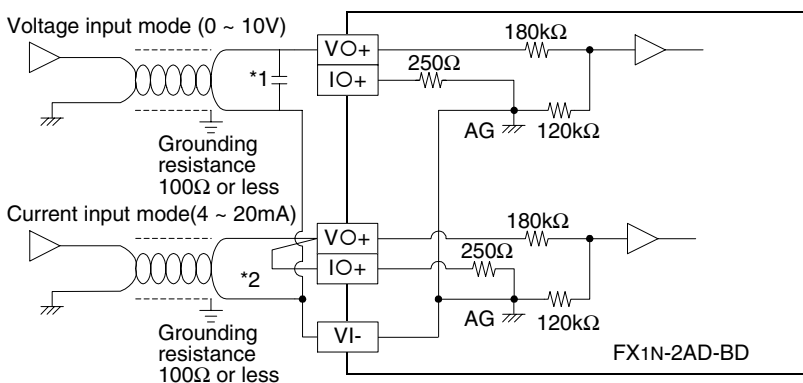 Voltage input mode (0 ~ 10V)
VO+
180kΩ
250Ω
*1
IO+
AG
120kΩ
Grounding
resistance
100Ω or less
Current input mode(4 ~ 20mA)
VO+
180kΩ
250Ω
*2
IO+
AG
120kΩ
Grounding
resistance
100Ω or less
VI-
FX1N-2AD-BD